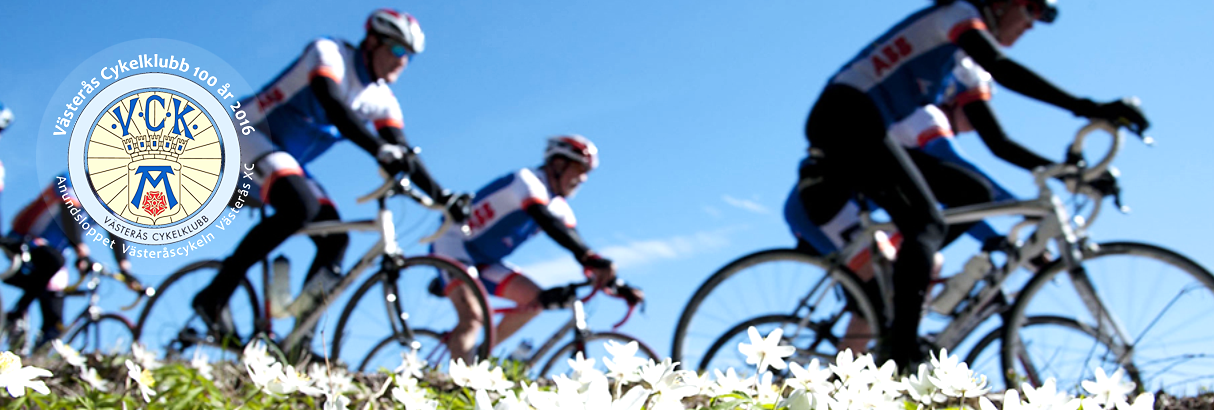 Västerås Cykelklubb 100 år 2016
V.C.K.
VÄSTERÅS CYKELKLUBB
Anundsloppet Västeråscykeln Västerås XC
ABB
ABB
ABB